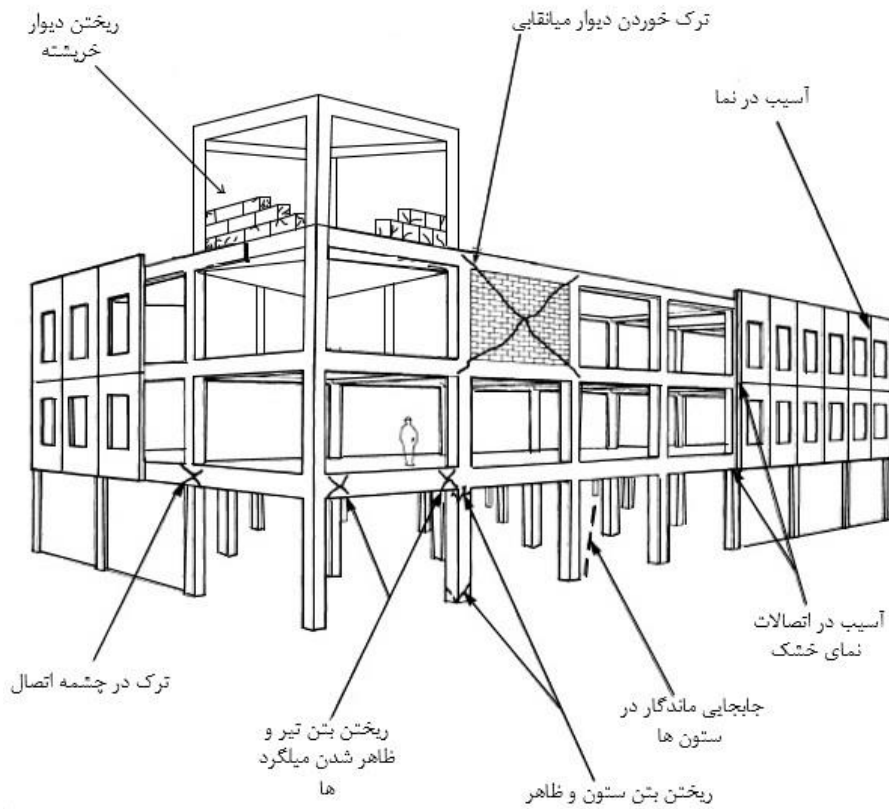 ریختن دیوار
خرپشته
ترک خوردن دیوار میانقابی
آسیب در نما
آسیب در اتصالات
نمای خشک
ترک در چشمه اتصال
جابجایی ماندگار در
ستون ها
ریختن بتن تیر و
ظاهر شدن میلگرد
ها
ریختن بتن ستون و ظاهر